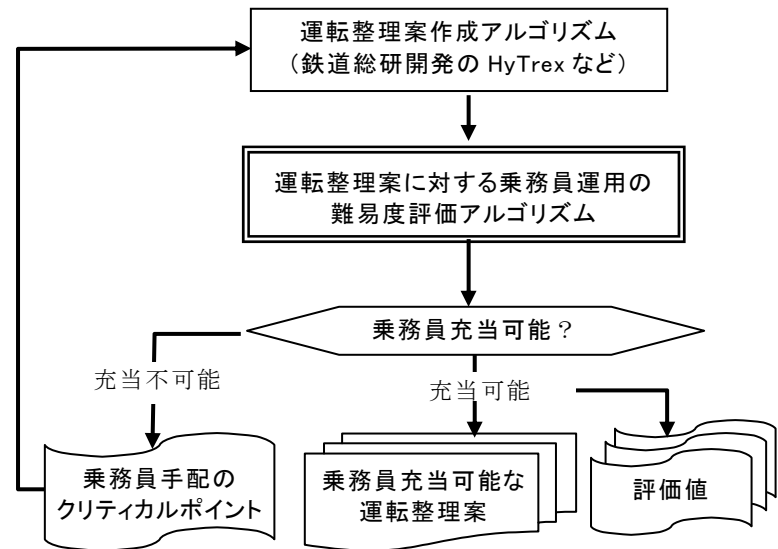 運転整理案作成アルゴリズム
（鉄道総研開発の HyTrex など）
運転整理案に対する乗務員運用の
難易度評価アルゴリズム
乗務員充当可能？
充当不可能
充当可能
乗務員手配の
クリティカルポイント
乗務員充当可能な
運転整理案
評価値